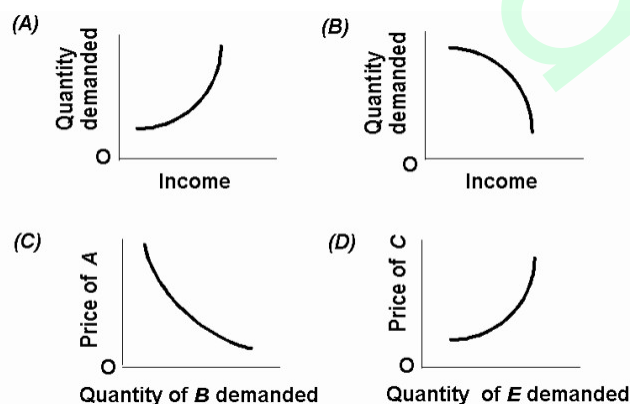 (A)
Quantity
demanded
O
Income
(B)
Quantity
demanded
O
Income
(C)
Price of A
O
Quantity of B demanded
(D)
Price of C
O
Quantity of E demanded